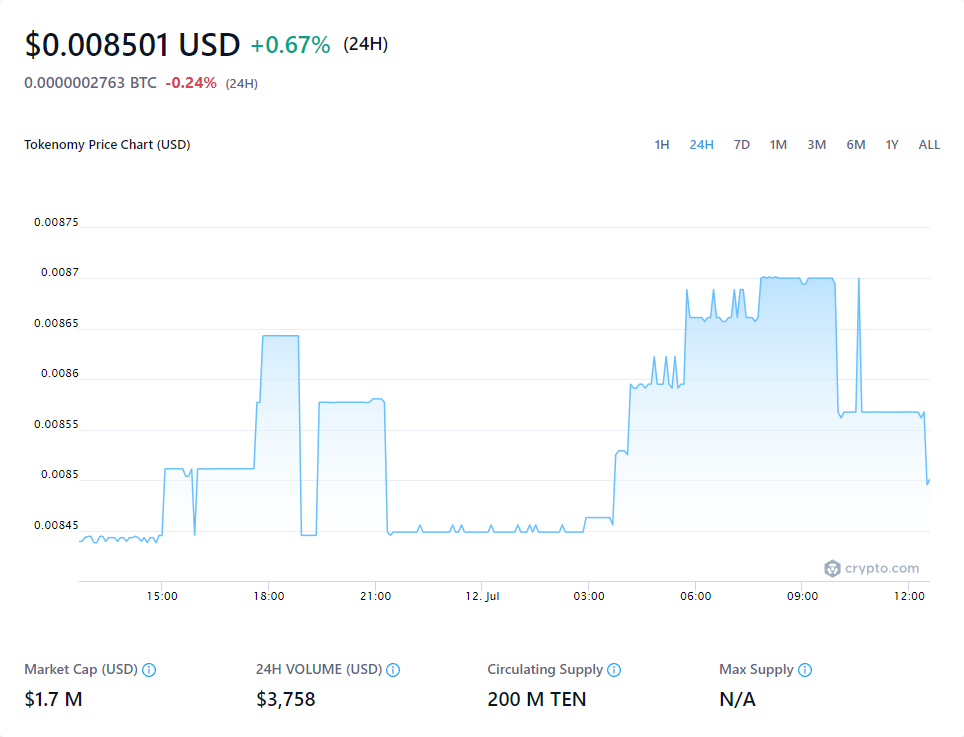 $0.008501 USD +0.67% (24H)
0.0000002763 BTC -0.24% (24H)
Tokenomy Price Chart (USD) 1H 24H 7D 1M 3M 6M 1Y ALL
0.00875
0.0087
0.00865
0.0086
0.00855
0.0085
0.00845
crypto.com
15:00 18:00 21:00 12. Jul 03:00 06:00 09:00 12:00
Market Cap (USD) 24H VOLUME (USD) Circulating Supply Max Supply
$1.7 M $3,758 200 M TEN N/A